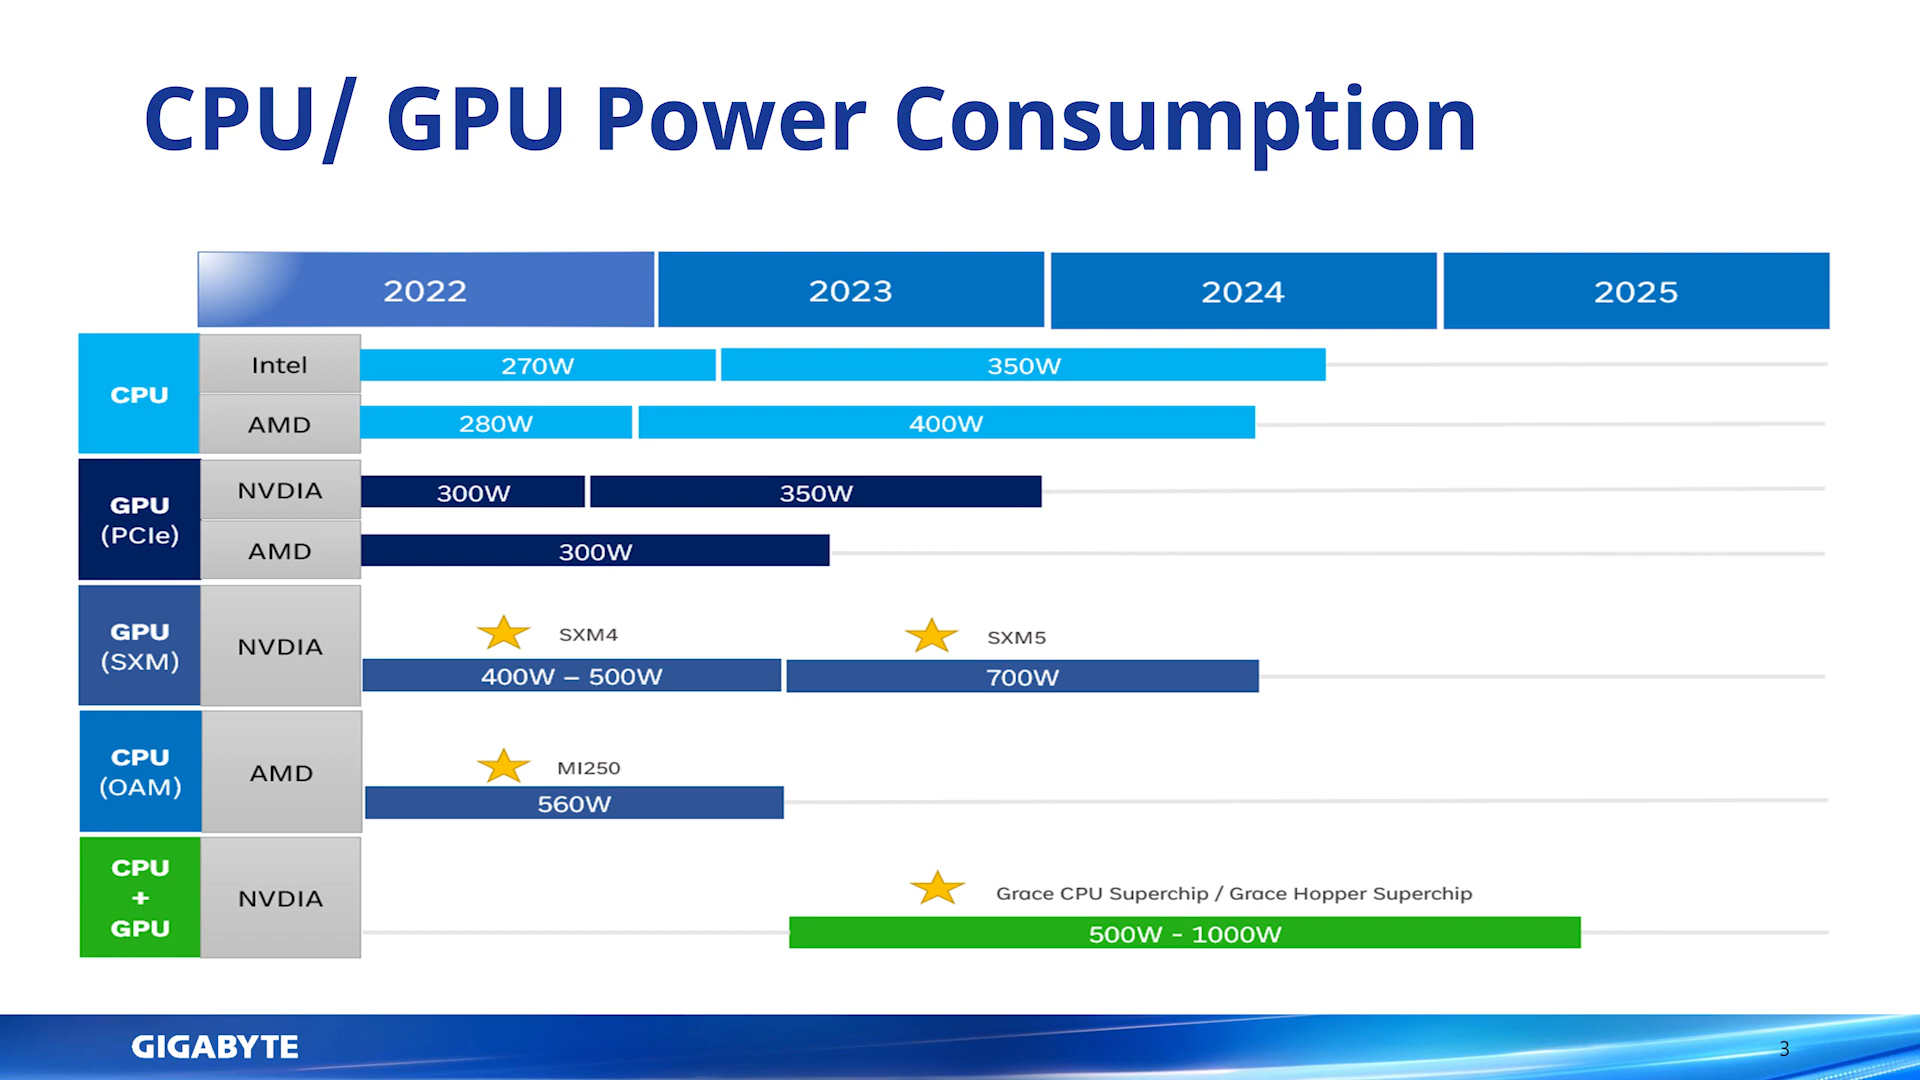 CPU/ GPU Power Consumption
2022 2023 2024 2025
CPU
Intel 270W 350W
AMD 280W 400W
GPU
(PCIe)
NVDIA 300W 350W
AMD 300W
GPU
(SXM)
NVDIA
SXM4 SXM5
400W – 500W 700W
CPU
(OAM)
AMD
MI250
560W
CPU
+
GPU
NVDIA
Grace CPU Superchip / Grace Hopper Superchip
500W - 1000W
GIGABYTE
3